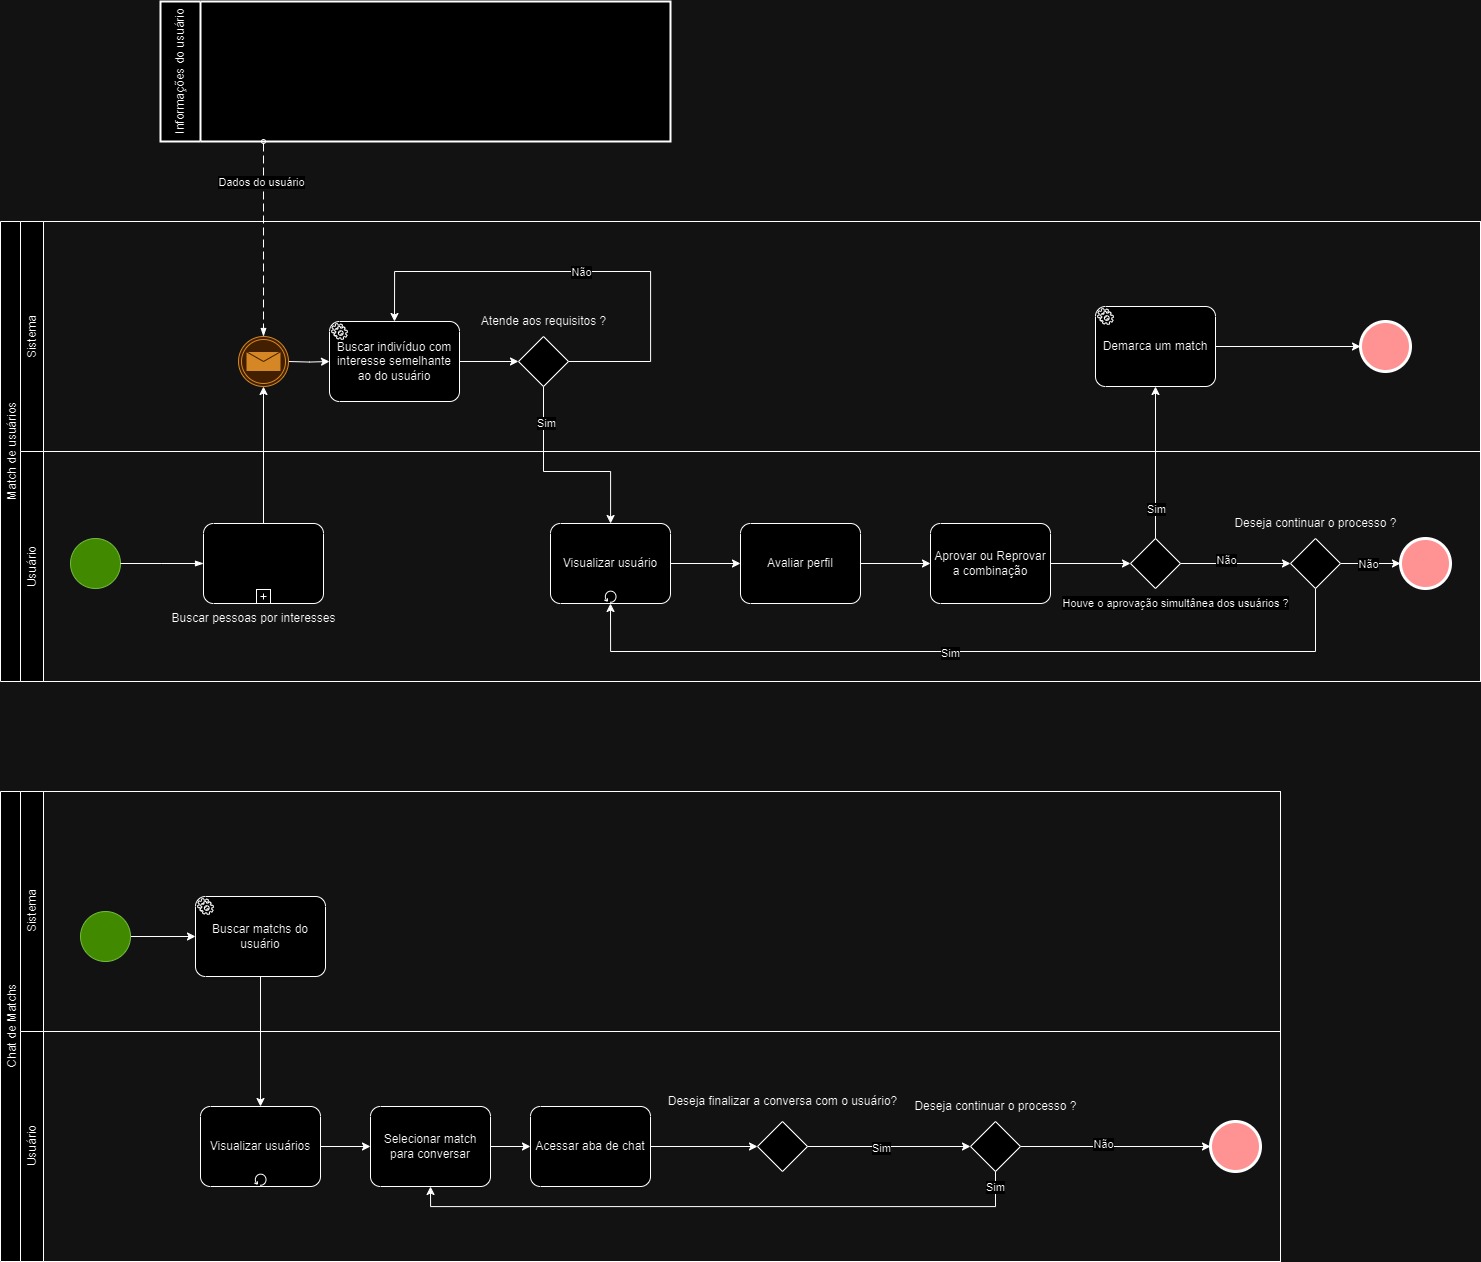 Informações do usuário
Dados do usuário
Match de usuários
Sistema
Não
Atende aos requisitos ?
Buscar indivíduo com
interesse semelhante
ao do usuário
Demarca um match
Sim
Usuário
Sim
Deseja continuar o processo ?
Visualizar usuário
Avaliar perfil
Aprovar ou Reprovar
a combinação
Não
Não
Houve o aprovação simultânea dos usuários ?
Buscar pessoas por interesses
Sim
Chat de Matchs
Sistema
Buscar matchs do
usuário
Usuário
Deseja finalizar a conversa com o usuário?
Deseja continuar o processo ?
Visualizar usuários
Selecionar match
para conversar
Acessar aba de chat
Sim
Não
Sim